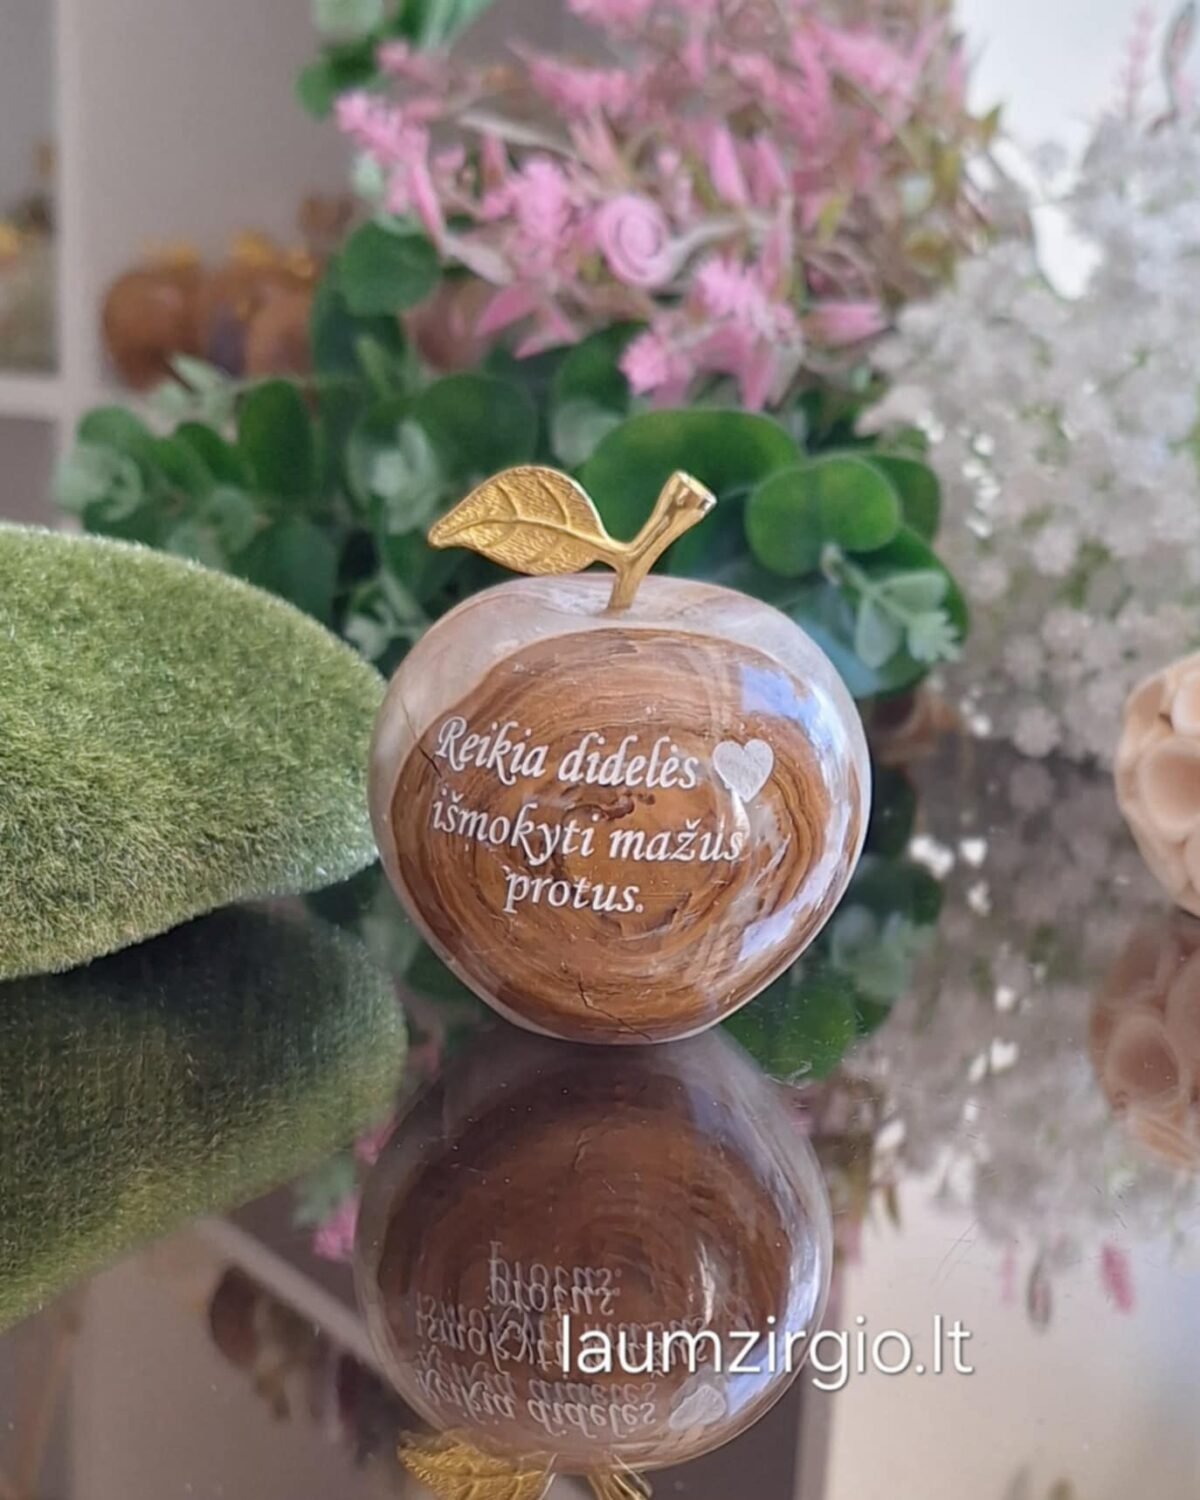 Reikia didelės 🤍
išmokyti mažus
protus.
laumzirgio.lt